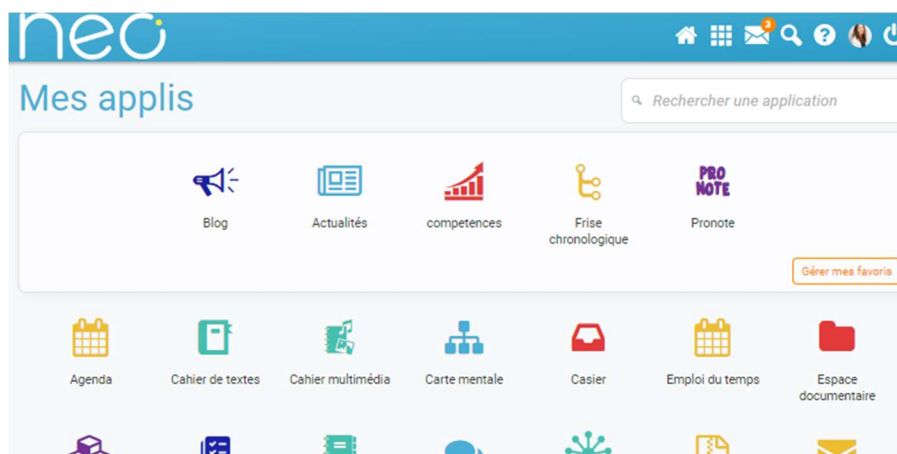 neo
3
Mes applis
Rechercher une application
Blog
Actualités
competences
Frise
chronologique
PRO
NOTE
Pronote
Gérer mes favoris
Agenda
Cahier de textes
Cahier multimédia
Carte mentale
Casier
Emploi du temps
Espace
documentaire